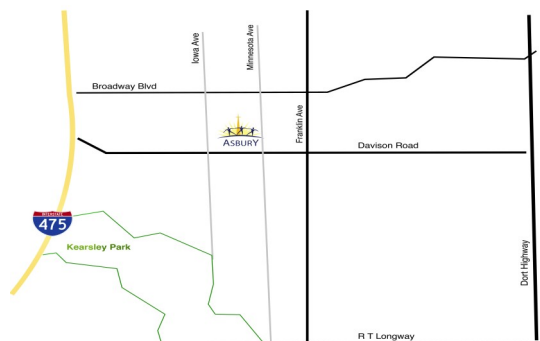 Iowa Ave
Minnesota Ave
Broadway Blvd
Franklin Ave
ASBURY
Davison Road
INTERSTATE
475
Kearsley Park
Dort Highway
R T Longway